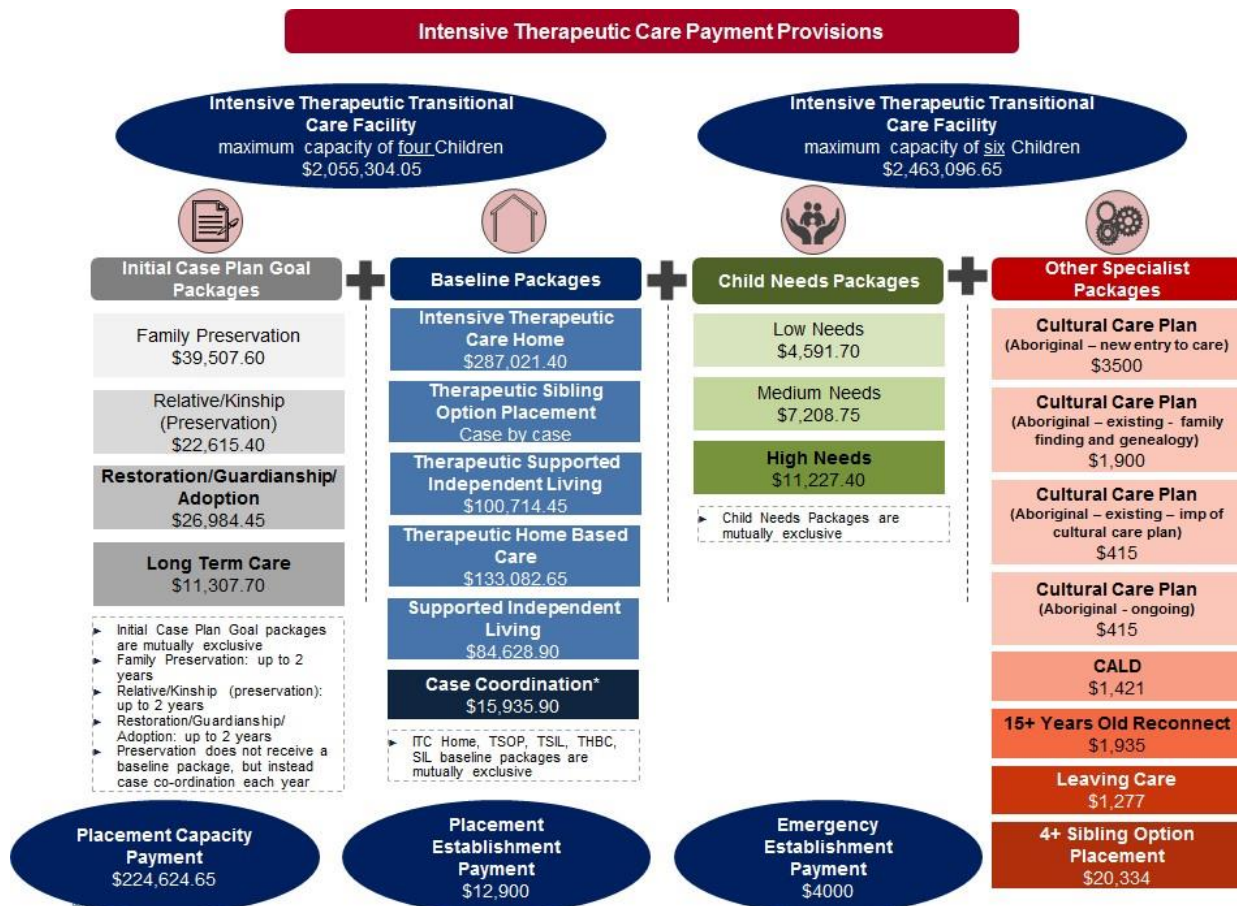 Intensive Therapeutic Care Payment Provisions
Intensive Therapeutic Transitional
Care Facility
maximum capacity of four Children
$2,055,304.05
Intensive Therapeutic Transitional
Care Facility
maximum capacity of six Children
$2,463,096.65
Initial Case Plan Goal
Packages
Family Preservation
$39,507.60
Relative/Kinship
(Preservation)
$22,615.40
Restoration/Guardianship/
Adoption
$26,984.45
Long Term Care
$11,307.70
► Initial Case Plan Goal packages
are mutually exclusive
► Family Preservation: up to 2
years
► Relative/Kinship (preservation):
up to 2 years
► Restoration/Guardianship/
Adoption: up to 2 years
► Preservation does not receive a
baseline package, but instead
case co-ordination each year
Baseline Packages
Intensive Therapeutic
Care Home
$287,021.40
Therapeutic Sibling
Option Placement
Case by case
Therapeutic Supported
Independent Living
$100,714.45
Therapeutic Home Based
Care
$133,082.65
Supported Independent
Living
$84,628.90
Case Coordination*
$15,935.90
► ITC Home, TSOP, TSIL, THBC,
SIL baseline packages are
mutually exclusive
Child Needs Packages
Low Needs
$4,591.70
Medium Needs
$7,208.75
High Needs
$11,227.40
► Child Needs Packages are
mutually exclusive
Other Specialist
Packages
Cultural Care Plan
(Aboriginal – new entry to care)
$3500
Cultural Care Plan
(Aboriginal – existing - family
finding and genealogy)
$1,900
Cultural Care Plan
(Aboriginal – existing – imp of
cultural care plan)
$415
Cultural Care Plan
(Aboriginal - ongoing)
$415
CALD
$1,421
15+ Years Old Reconnect
$1,935
Leaving Care
$1,277
4+ Sibling Option
Placement
$20,334
Placement Capacity
Payment
$224,624.65
Placement
Establishment
Payment
$12,900
Emergency
Establishment
Payment
$4000